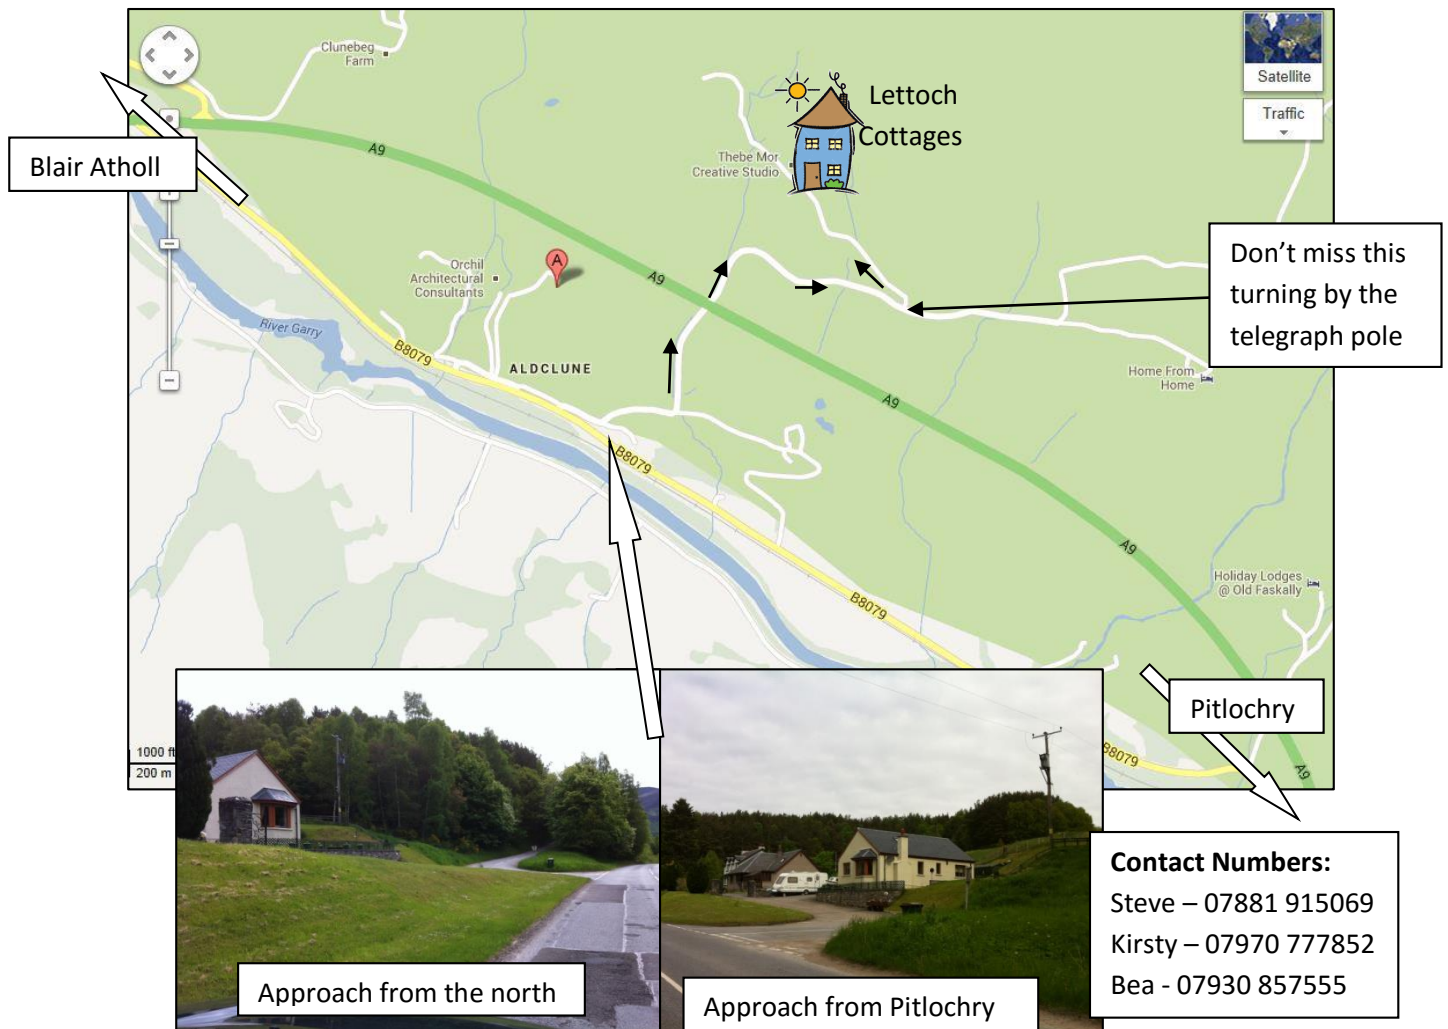 Clunebeg
Farm
Satellite
Traffic
Lettoch
Cottages
A9
Blair Atholl
Thebe Mor
Creative Studio
Don’t miss this
turning by the
telegraph pole
Orchil
Architectural
Consultants
A
A9
River Garry
B8079
ALDCLUNE
Home From
Home
A9
B8079
A9
Holiday Lodges
@ Old Faskally
B8079
Pitlochry
1000 ft
200 m
B8079
A9
Approach from the north
Approach from Pitlochry
Contact Numbers:
Steve – 07881 915069
Kirsty – 07970 777852
Bea - 07930 857555